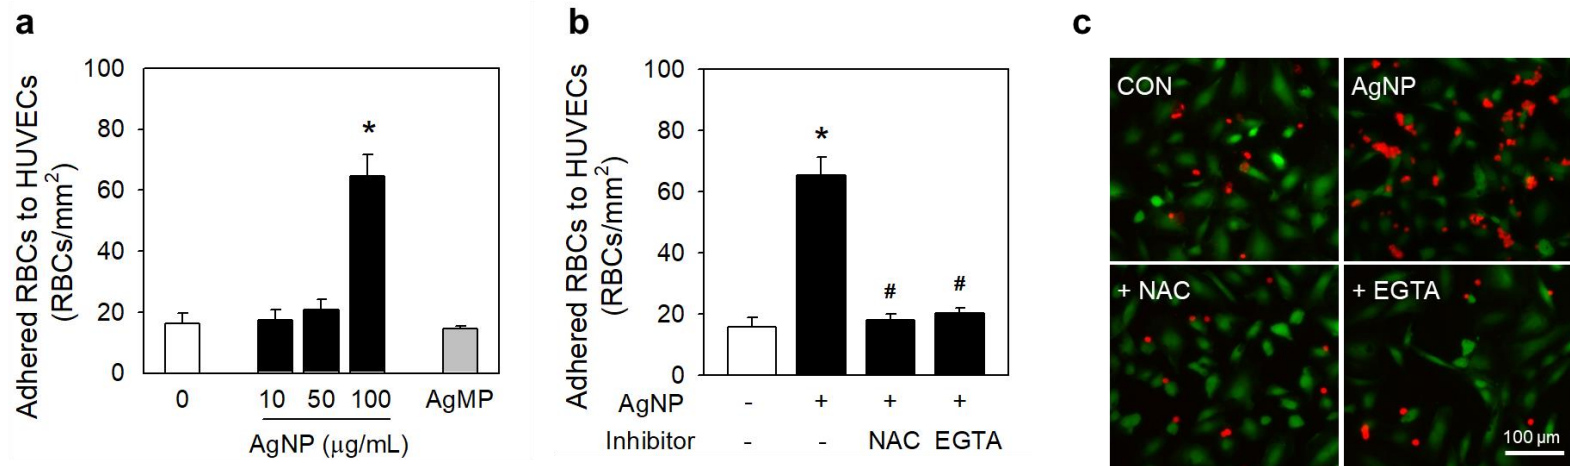 a
Adhered RBCs to HUVECs
(RBCs/mm²)
100
80
60
40
20
0
*
0
10
50
100
AgMP
AgNP (μg/mL)
b
Adhered RBCs to HUVECs
(RBCs/mm²)
100
80
60
40
20
0
*
#
#
AgNP - + + +
Inhibitor - - NAC EGTA
c
CON
AgNP
+ NAC
+ EGTA
100 μm